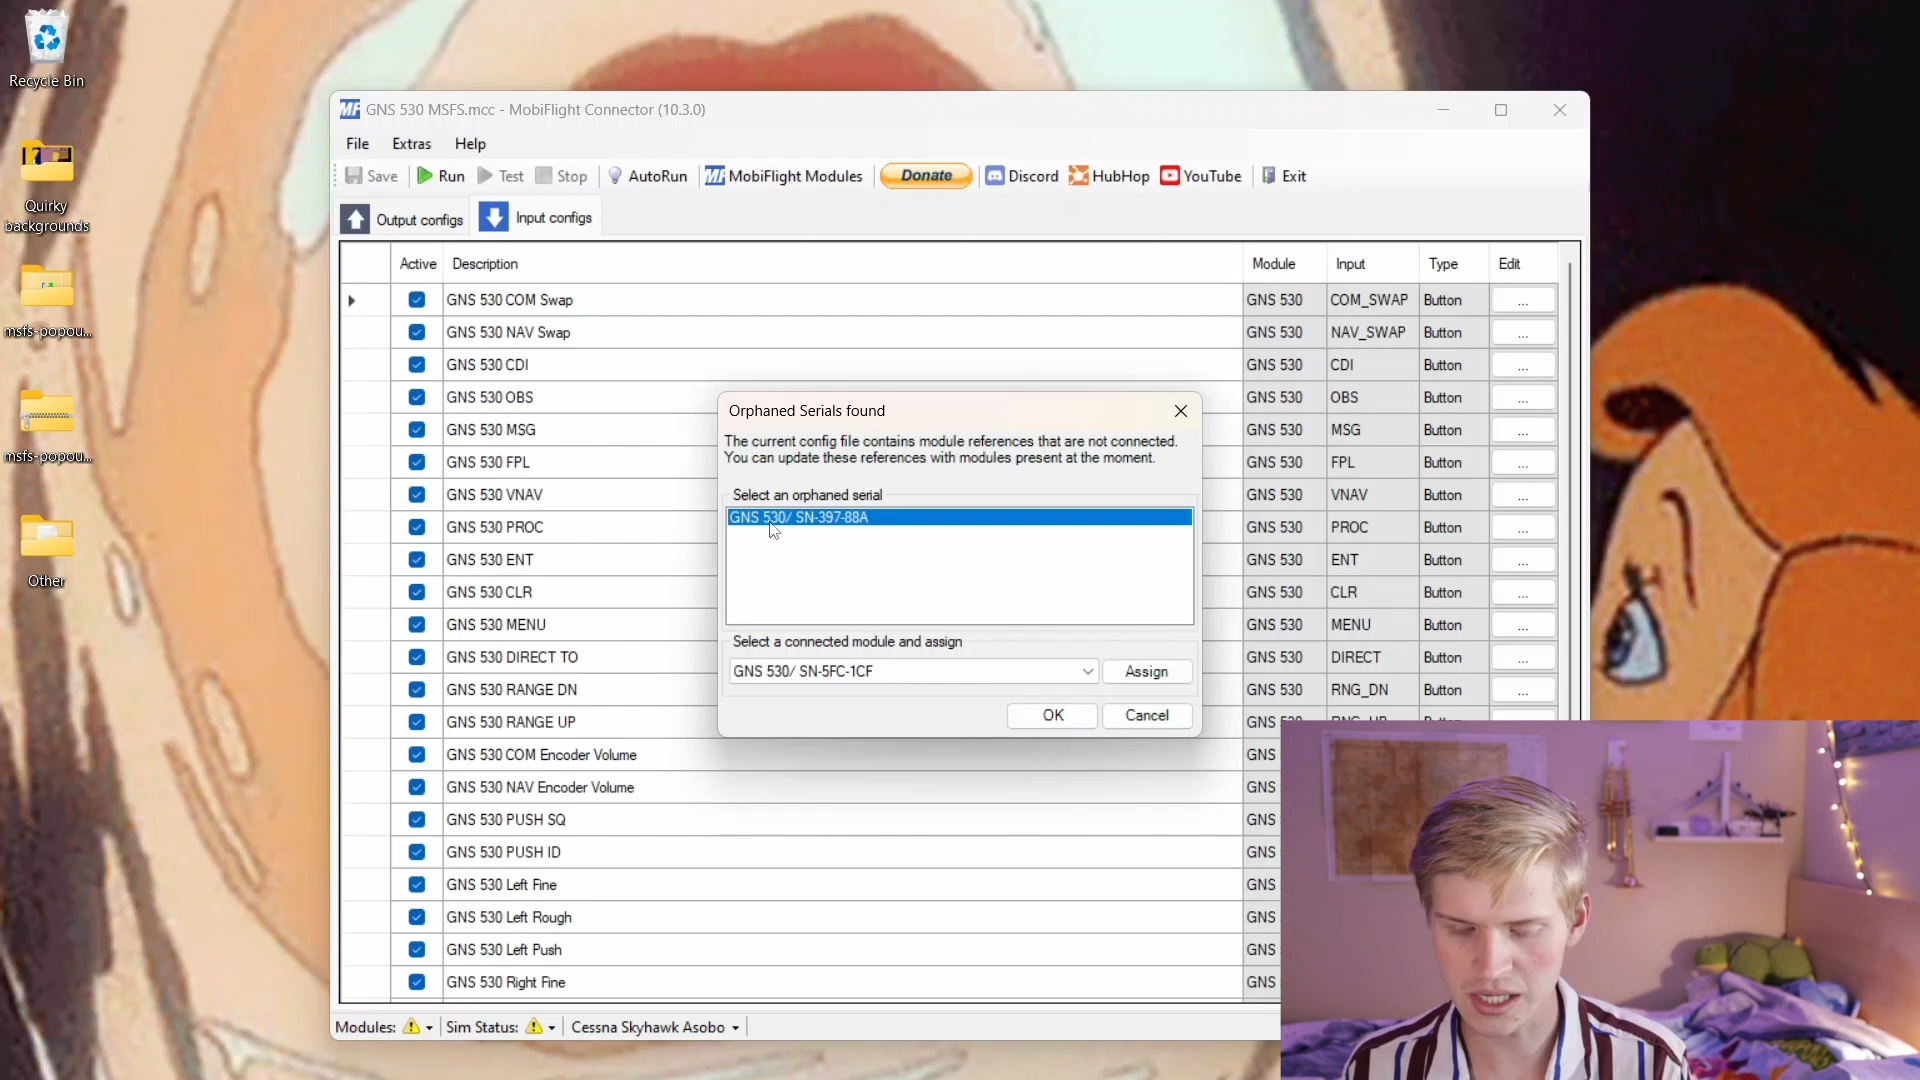 Recycle Bin
Quirky
backgrounds
msfs-popou...
msfs-popou...
Other
MF GNS 530 MSFS.mcc - MobiFlight Connector (10.3.0)
File Extras Help
Save Run Test Stop AutoRun MF MobiFlight Modules Donate Discord HubHop YouTube Exit
Output configs Input configs
Active Description Module Input Type Edit
GNS 530 COM Swap GNS 530 COM_SWAP Button ...
GNS 530 NAV Swap GNS 530 NAV_SWAP Button ...
GNS 530 CDI GNS 530 CDI Button ...
GNS 530 OBS GNS 530 OBS Button ...
GNS 530 MSG GNS 530 MSG Button ...
GNS 530 FPL GNS 530 FPL Button ...
GNS 530 VNAV GNS 530 VNAV Button ...
GNS 530 PROC GNS 530 PROC Button ...
GNS 530 ENT GNS 530 ENT Button ...
GNS 530 CLR GNS 530 CLR Button ...
GNS 530 MENU GNS 530 MENU Button ...
GNS 530 DIRECT TO GNS 530 DIRECT Button ...
GNS 530 RANGE DN GNS 530 RNG_DN Button ...
GNS 530 RANGE UP GNS
GNS 530 COM Encoder Volume GNS
GNS 530 NAV Encoder Volume GNS
GNS 530 PUSH SQ GNS
GNS 530 PUSH ID GNS
GNS 530 Left Fine GNS
GNS 530 Left Rough GNS
GNS 530 Left Push GNS
GNS 530 Right Fine GNS
Orphaned Serials found
The current config file contains module references that are not connected.
You can update these references with modules present at the moment.
Select an orphaned serial
GNS 530/ SN-397-88A
Select a connected module and assign
GNS 530/ SN-5FC-1CF Assign
OK Cancel
Modules: Sim Status: Cessna Skyhawk Asobo